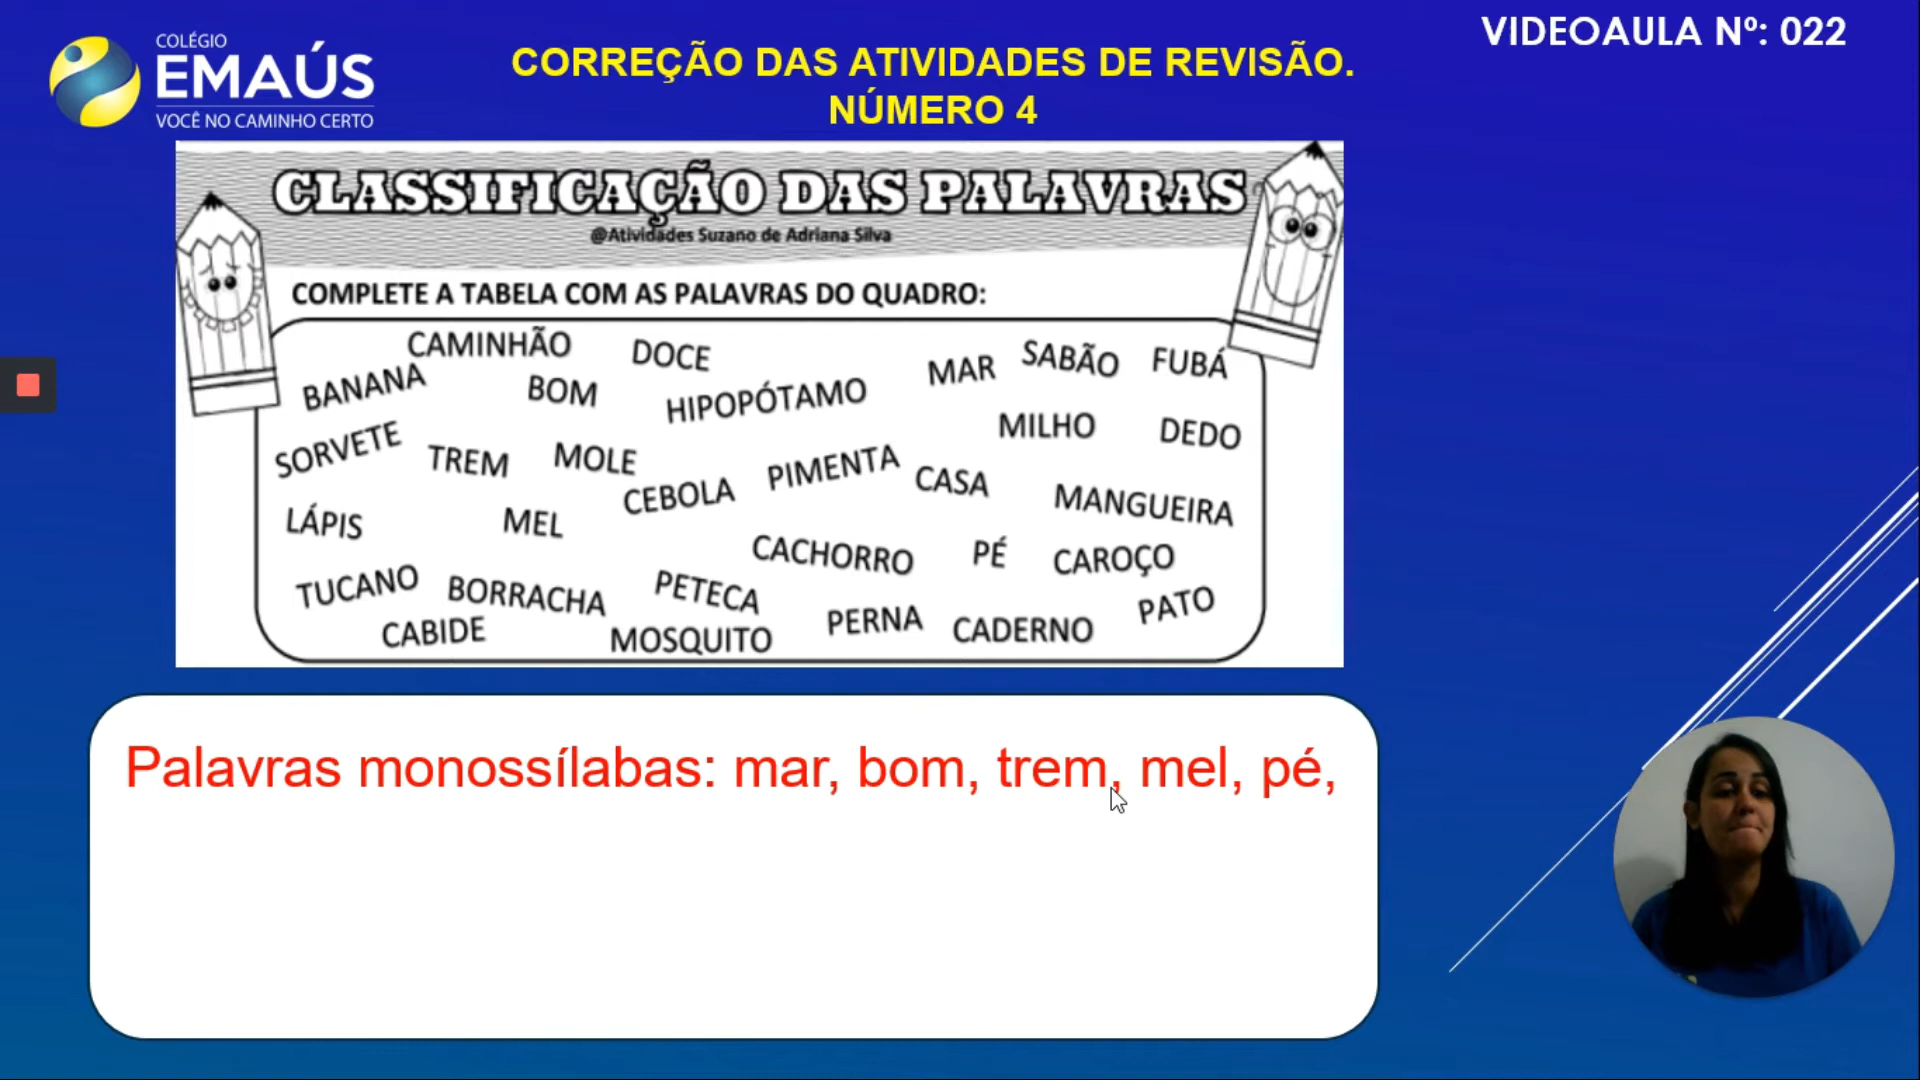 COLÉGIO
EMAÚS
VOCÊ NO CAMINHO CERTO
CORREÇÃO DAS ATIVIDADES DE REVISÃO.
NÚMERO 4
VIDEOAULA Nº: 022
CLASSIFICAÇÃO DAS PALAVRAS
@Atividades Suzano de Adriana Silva
COMPLETE A TABELA COM AS PALAVRAS DO QUADRO:
CAMINHÃO DOCE MAR SABÃO FUBÁ
BANANA BOM HIPOPÓTAMO
MILHO DEDO
SORVETE TREM MOLE PIMENTA CASA
CEBOLA MANGUEIRA
LÁPIS MEL
CACHORRO PÉ CAROÇO
TUCANO BORRACHA PETECA PATO
CABIDE MOSQUITO PERNA CADERNO
Palavras monossílabas: mar, bom, trem, mel, pé,